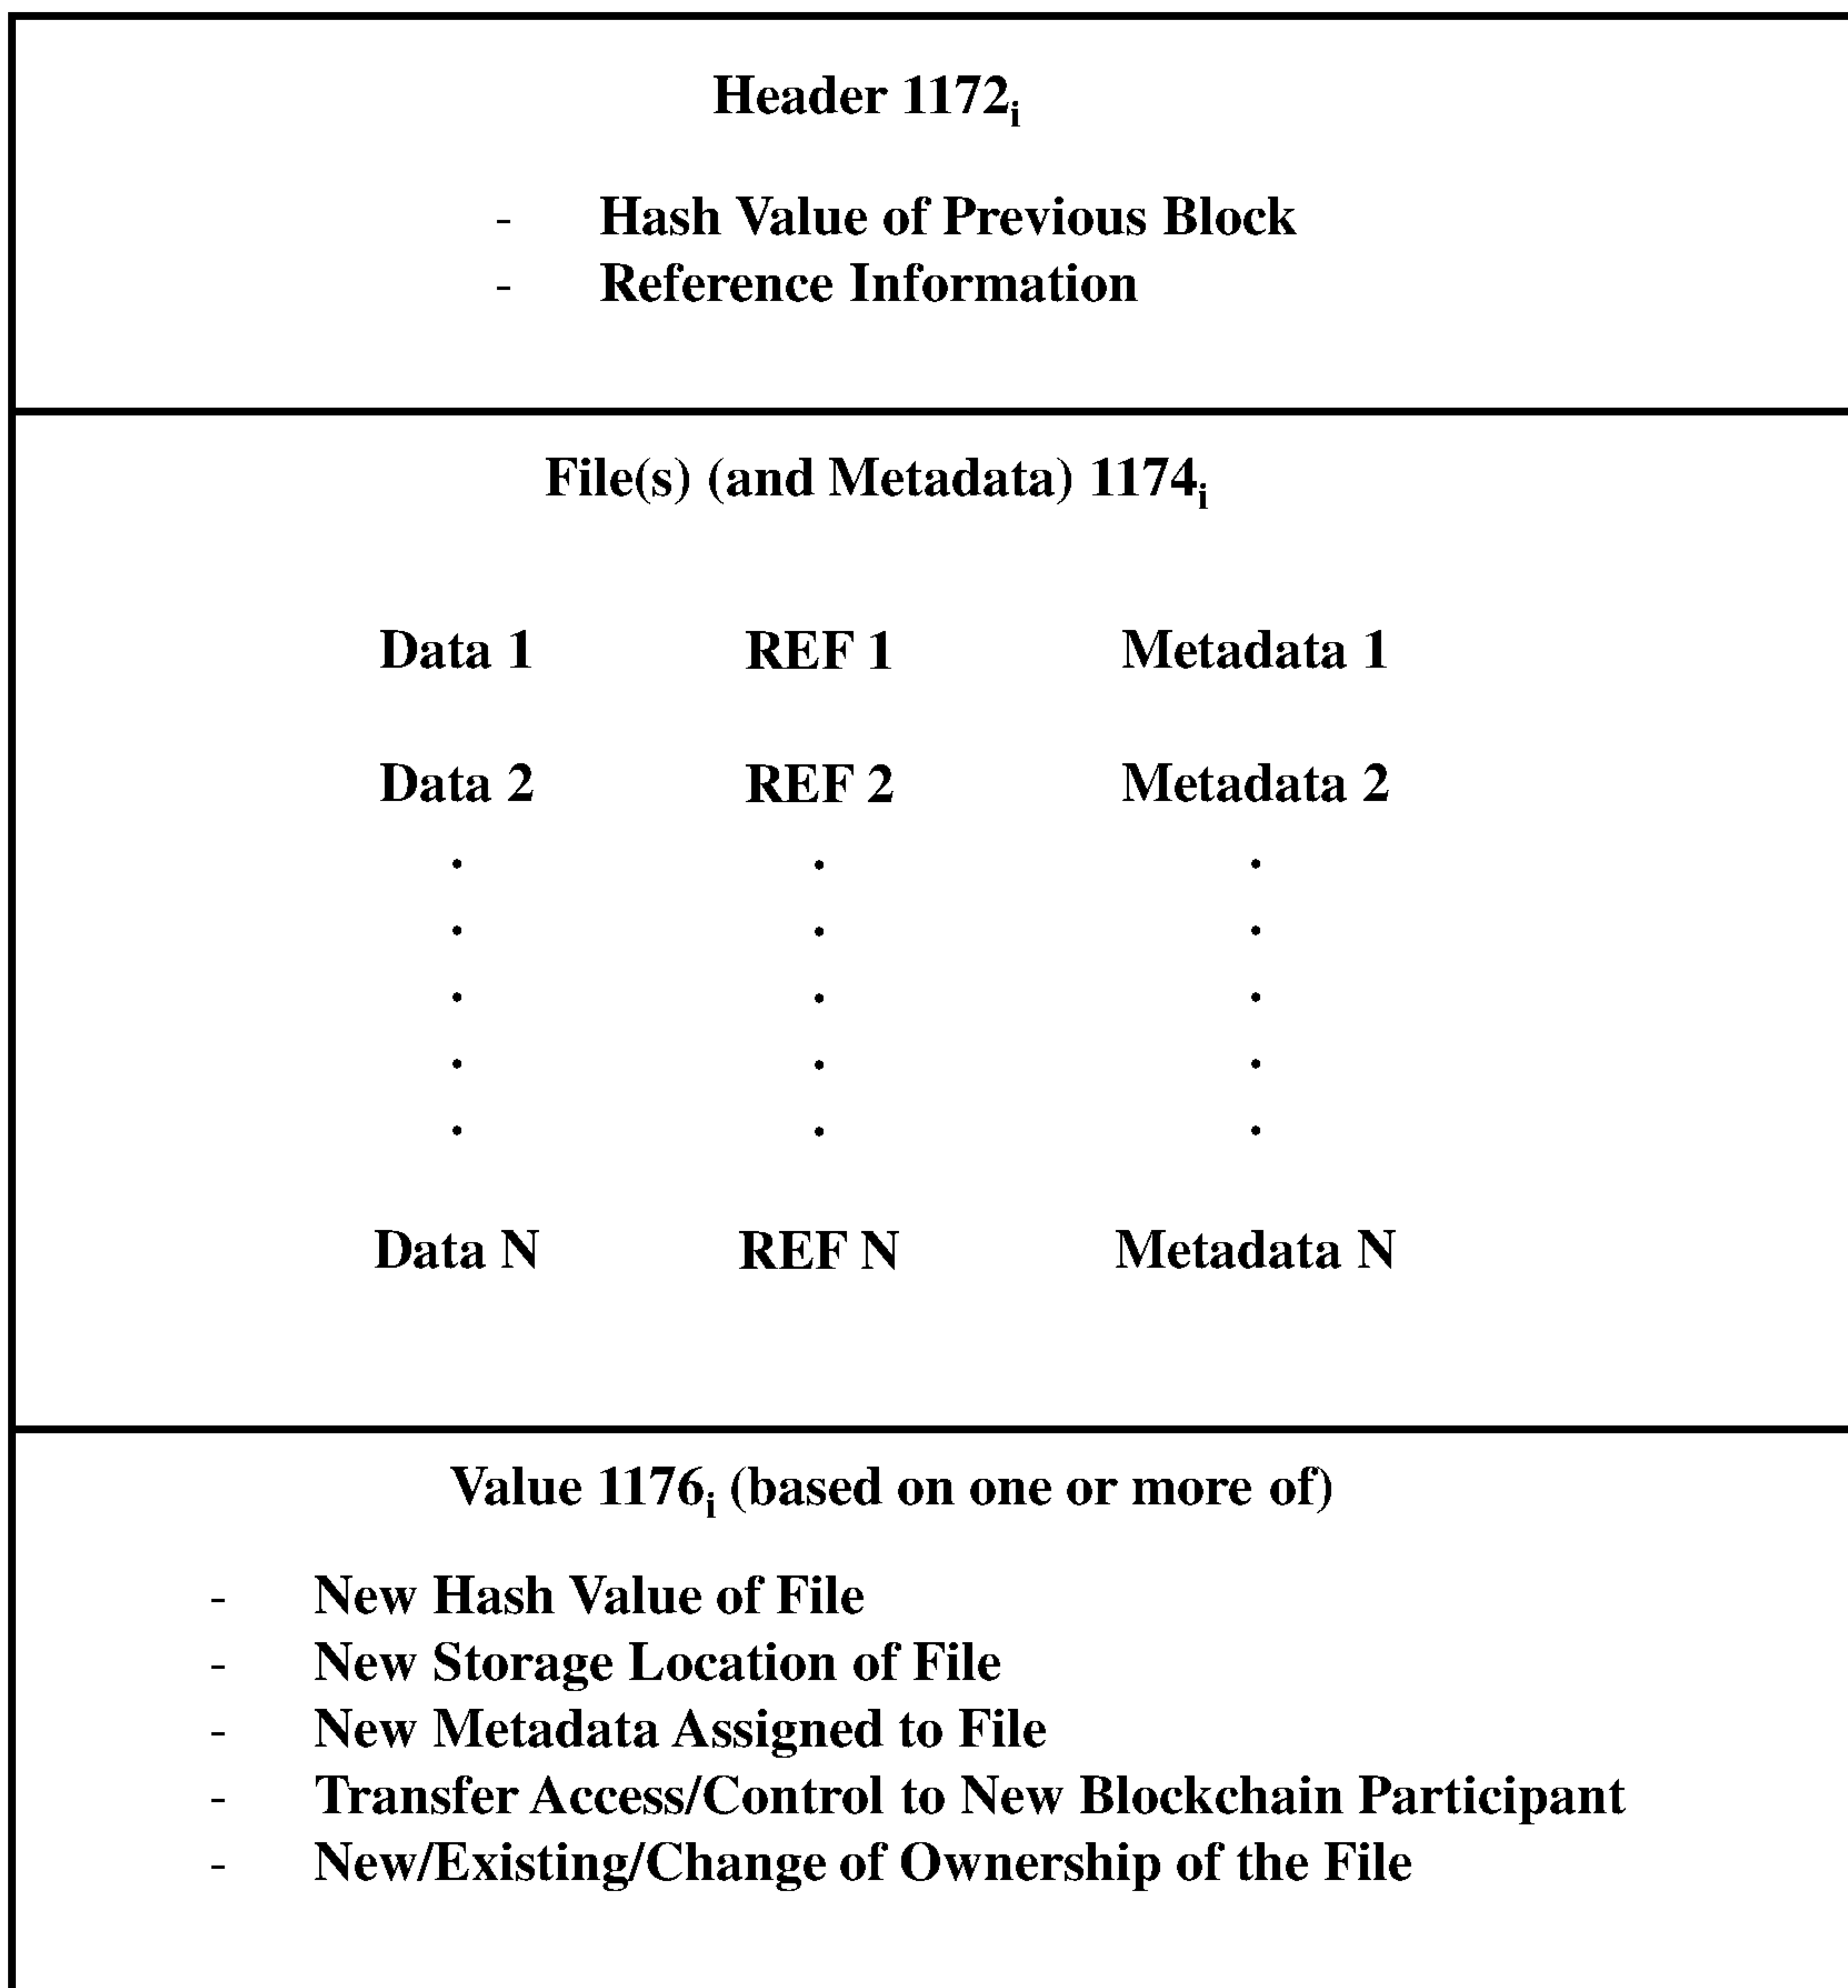 Header 1172i
- Hash Value of Previous Block
- Reference Information
File(s) (and Metadata) 1174i
Data 1 REF 1 Metadata 1
Data 2 REF 2 Metadata 2
. . .
. . .
. . .
. . .
. . .
Data N REF N Metadata N
Value 1176i (based on one or more of)
- New Hash Value of File
- New Storage Location of File
- New Metadata Assigned to File
- Transfer Access/Control to New Blockchain Participant
- New/Existing/Change of Ownership of the File